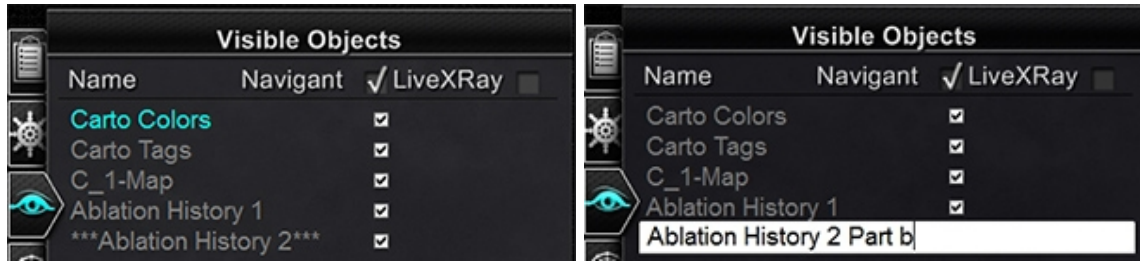 Visible Objects
Name Navigant LiveXRay
Carto Colors
Carto Tags
C_1-Map
Ablation History 1
***Ablation History 2***
Visible Objects
Name Navigant LiveXRay
Carto Colors
Carto Tags
C_1-Map
Ablation History 1
Ablation History 2 Part b